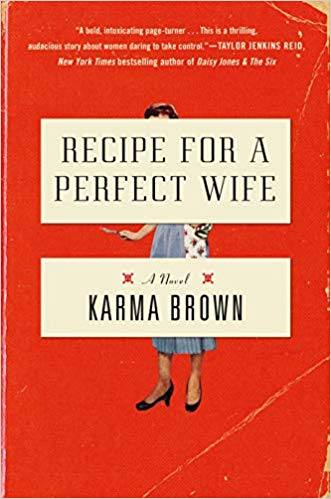 "A bold, intoxicating page-turner . . . This is a thrilling,
audacious story about women daring to take control."—TAYLOR JENKINS REID,
New York Times bestselling author of Daisy Jones & The Six
RECIPE FOR A
PERFECT WIFE
A Novel
KARMA BROWN